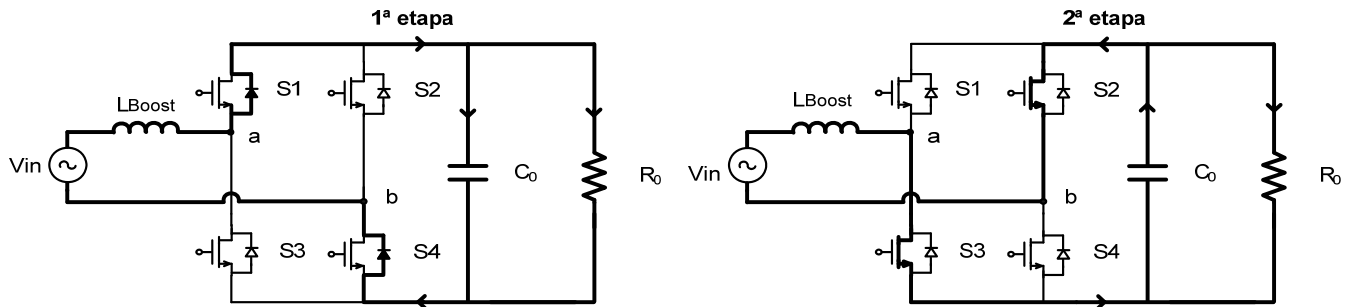 1ª etapa
S1
S2
LBoost
a
Vin
C0
R0
b
S3
S4
2ª etapa
S1
S2
LBoost
a
Vin
C0
R0
b
S3
S4